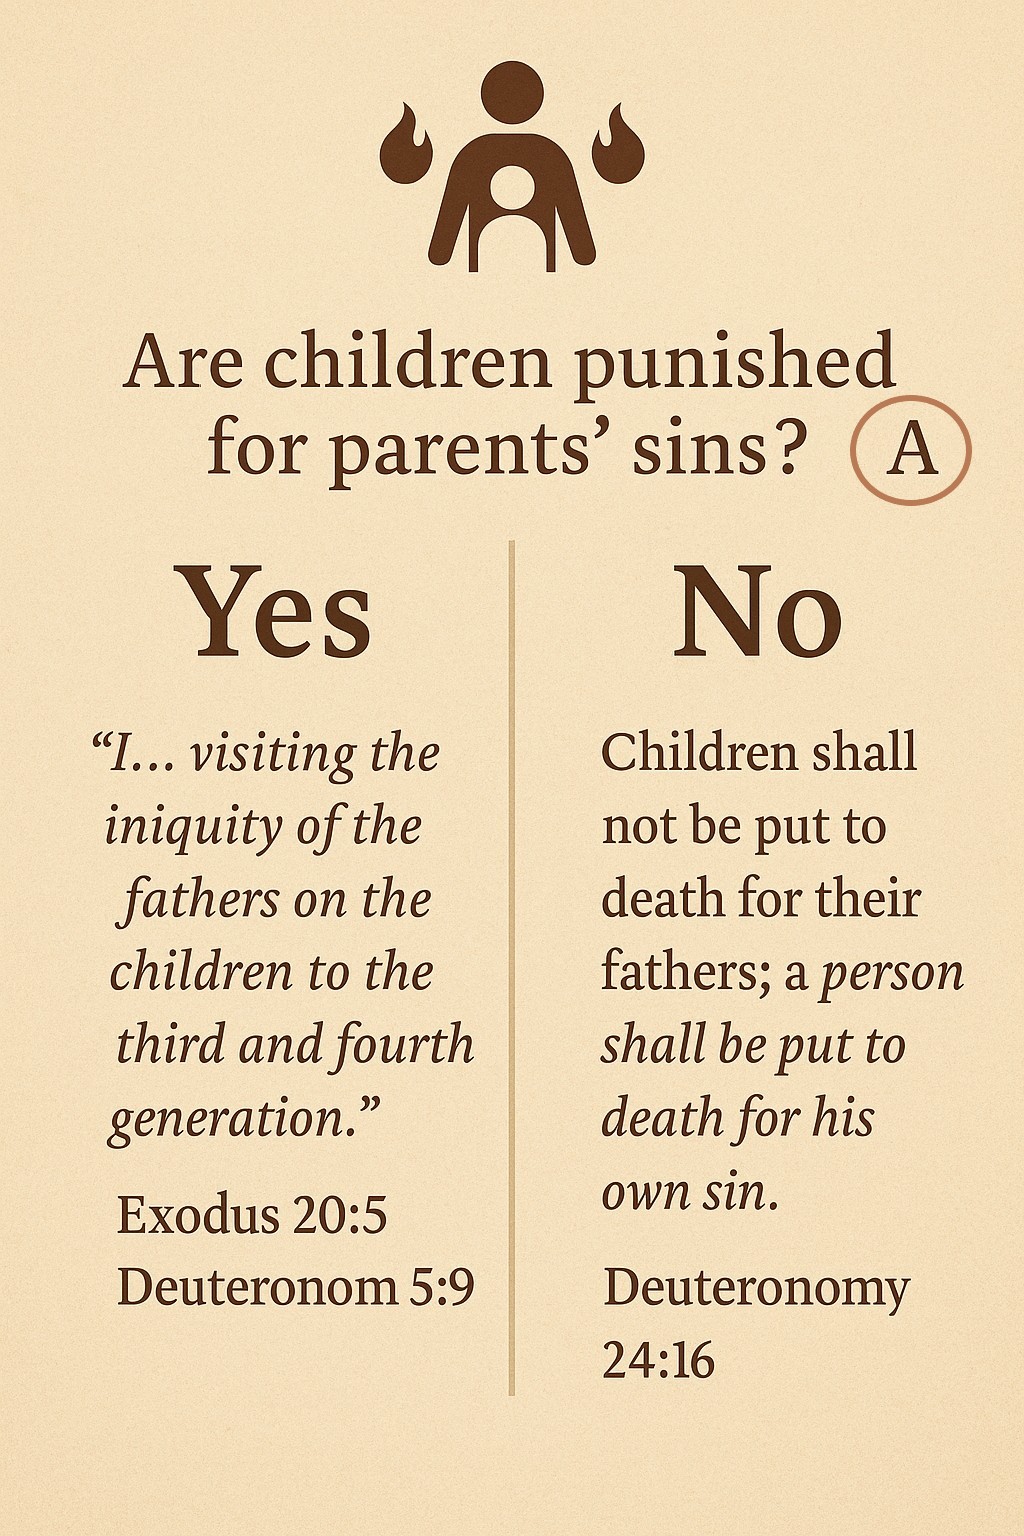 Are children punished
for parents’ sins?
A
Yes
“I... visiting the
iniquity of the
fathers on the
children to the
third and fourth
generation.”
Exodus 20:5
Deuteronom 5:9
No
Children shall
not be put to
death for their
fathers; a person
shall be put to
death for his
own sin.
Deuteronomy
24:16